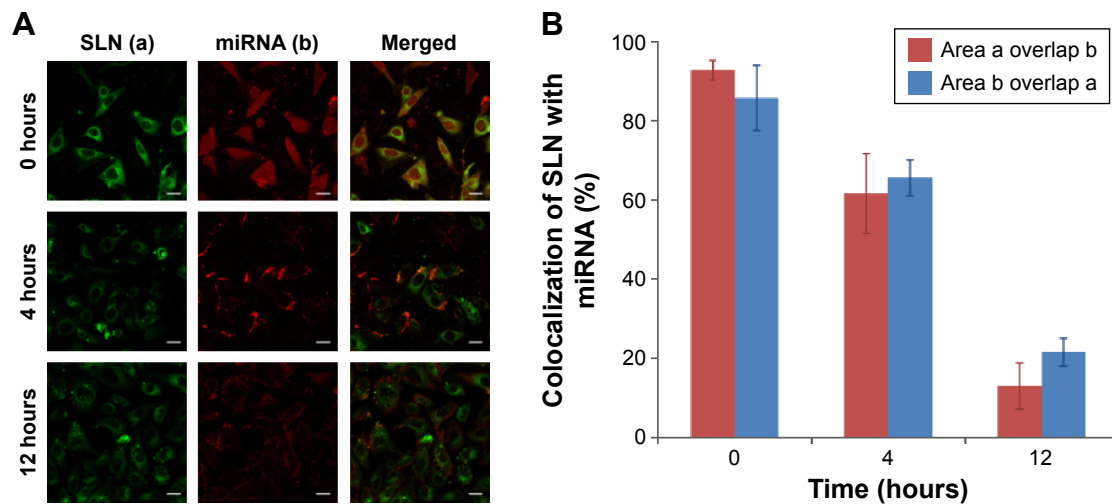 A
SLN (a)
miRNA (b)
Merged
0 hours
4 hours
12 hours
B
Colocalization of SLN with
miRNA (%)
100
80
60
40
20
0
Area a overlap b
Area b overlap a
0
4
12
Time (hours)